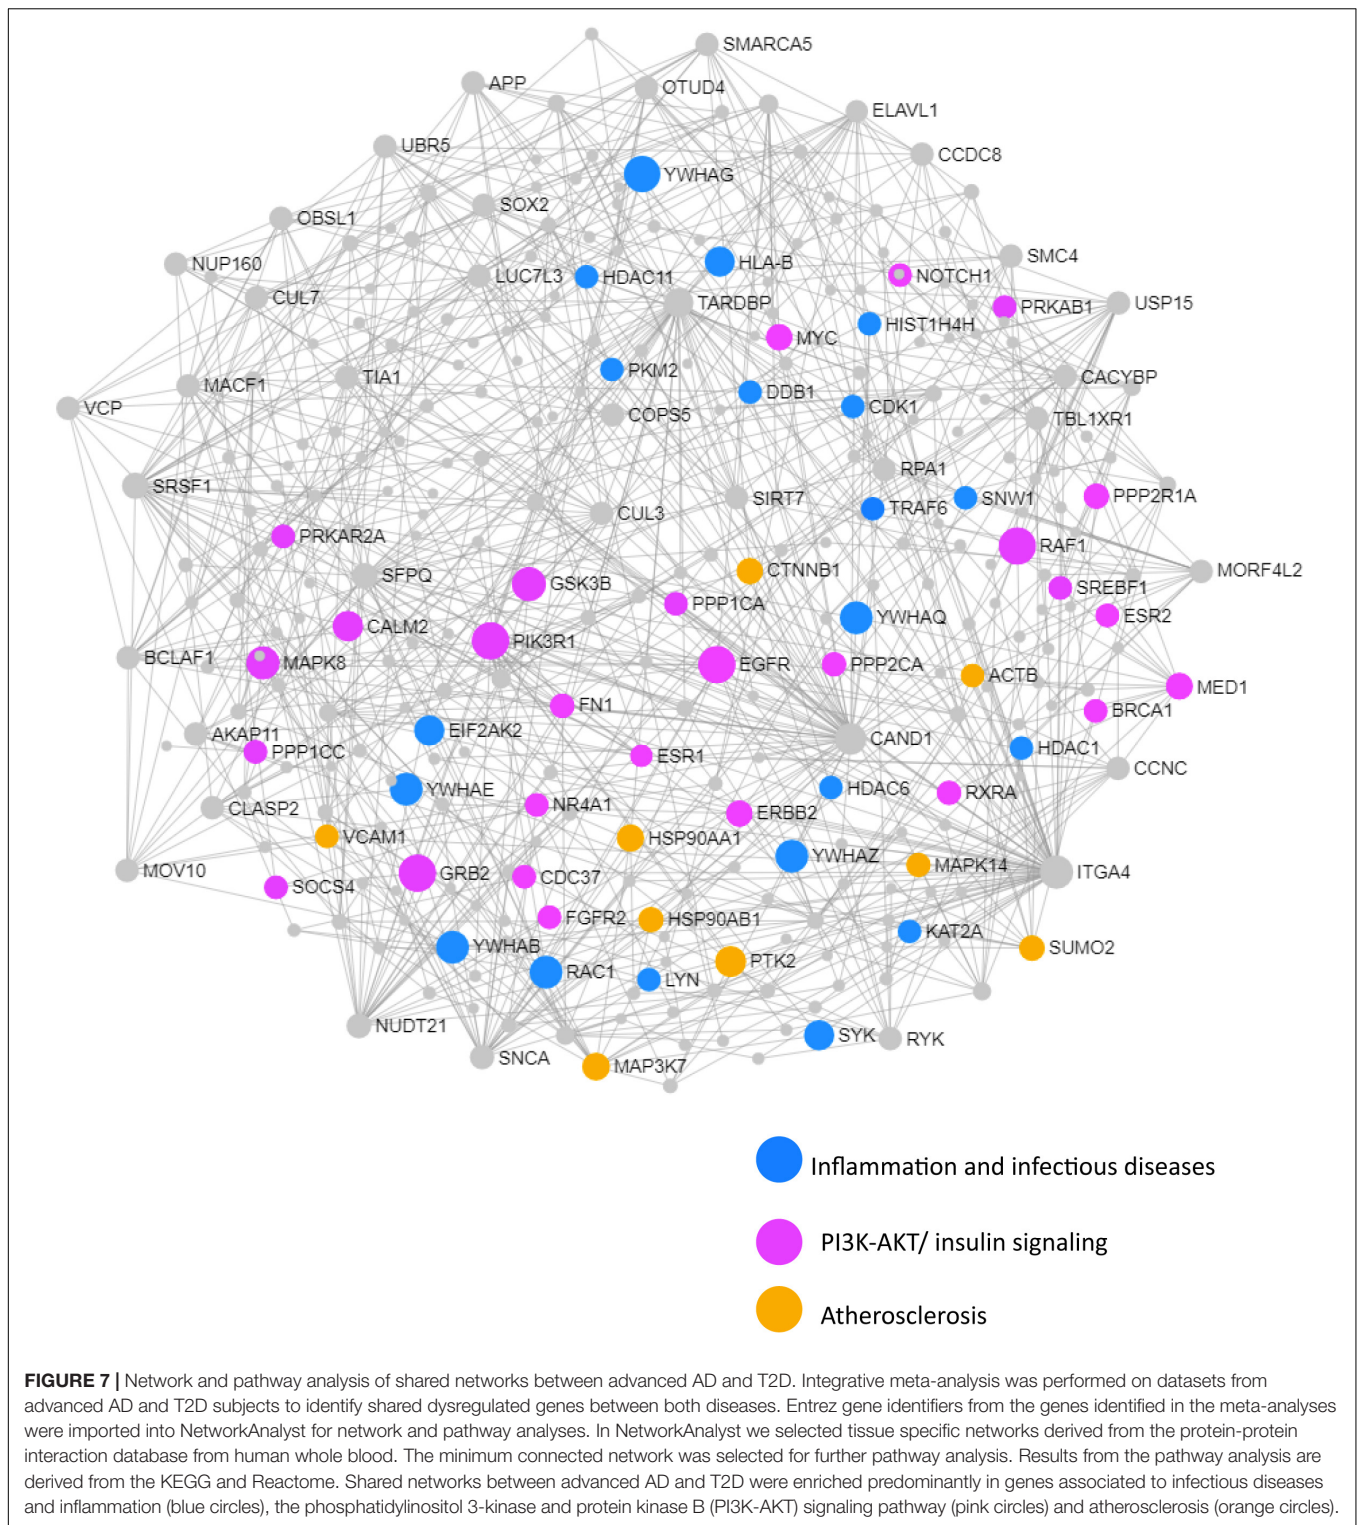 SMARCA5
APP
OTUD4
ELAVL1
UBR5
CCDC8
YWHAG
SOX2
OBSL1
SMC4
NUP160
LUC7L3
HDAC11
HLA-B
NOTCH1
CUL7
TARDBP
PRKAB1
USP15
HIST1H4H
MYC
PKM2
TIA1
CACYBP
MACF1
DDB1
VCP
COPS5
CDK1
TBL1XR1
RPA1
SRSF1
SIRT7
SNW1
PPP2R1A
CUL3
TRAF6
PRKAR2A
RAF1
SFPQ
CTNNB1
MORF4L2
GSK3B
SREBF1
PPP1CA
ESR2
CALM2
YWHAQ
PIK3R1
BCLAF1
MAPK8
EGFR
PPP2CA
ACTB
MED1
FN1
BRCA1
AKAP11
EIF2AK2
CAND1
PPP1CC
ESR1
HDAC1
CCNC
YWHAE
HDAC6
RXRA
CLASP2
NR4A1
ERBB2
VCAM1
HSP90AA1
YWHAZ
MAPK14
MOV10
GRB2
CDC37
ITGA4
SOCS4
FGFR2
HSP90AB1
KAT2A
YWHAB
SUMO2
PTK2
RAC1
LYN
NUDT21
SYK
RYK
SNCA
MAP3K7
Inflammation and infectious diseases
PI3K-AKT/ insulin signaling
Atherosclerosis
FIGURE 7 | Network and pathway analysis of shared networks between advanced AD and T2D. Integrative meta-analysis was performed on datasets from
advanced AD and T2D subjects to identify shared dysregulated genes between both diseases. Entrez gene identifiers from the genes identified in the meta-analyses
were imported into NetworkAnalyst for network and pathway analyses. In NetworkAnalyst we selected tissue specific networks derived from the protein-protein
interaction database from human whole blood. The minimum connected network was selected for further pathway analysis. Results from the pathway analysis are
derived from the KEGG and Reactome. Shared networks between advanced AD and T2D were enriched predominantly in genes associated to infectious diseases
and inflammation (blue circles), the phosphatidylinositol 3-kinase and protein kinase B (PI3K-AKT) signaling pathway (pink circles) and atherosclerosis (orange circles).